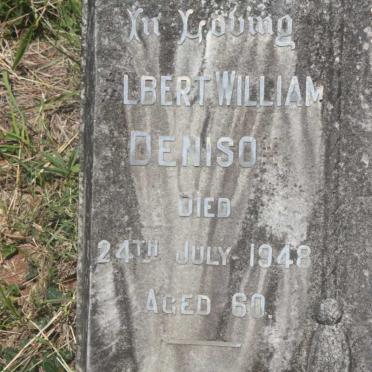 In Loving
LBERT WILLIAM
DENISO
DIED
24TH JULY 1948
AGED 60.